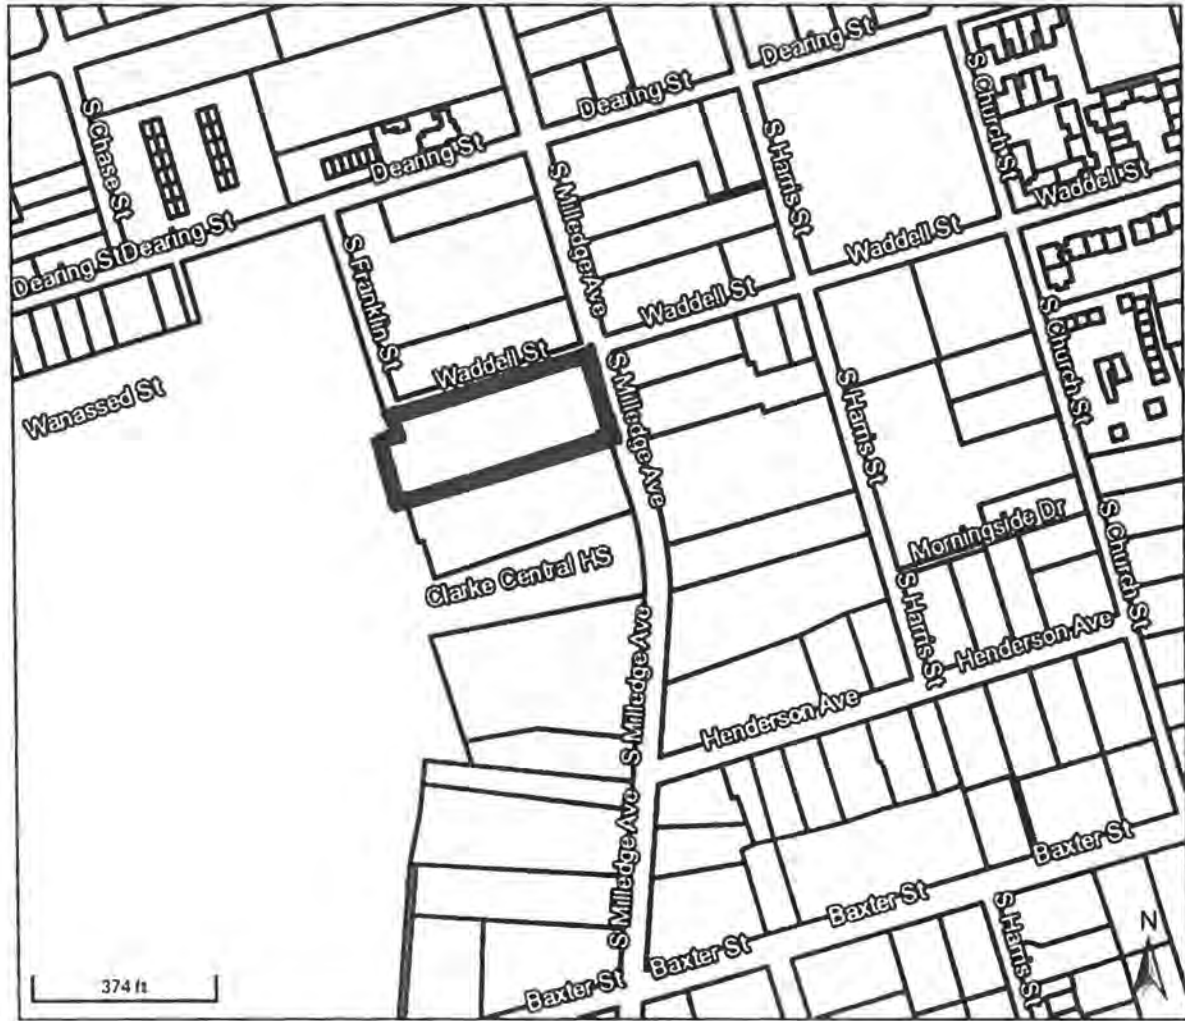 Dearing St
Dearing St
S Church St
S Chase St
S Harris St
Dearing St
Waddell St
S Milledge Ave
Dearing St
Dearing St
Waddell St
S Franklin St
Waddell St
S Church St
Waddell St
S Milledge Ave
S Harris St
Wanassed St
Morningside Dr
S Church St
Clarke Central HS
S Harris St
Henderson Ave
S Milledge Ave
Henderson Ave
S Milledge Ave
Baxter St
Baxter St
S Harris St
N
Baxter St
Baxter St
374 ft